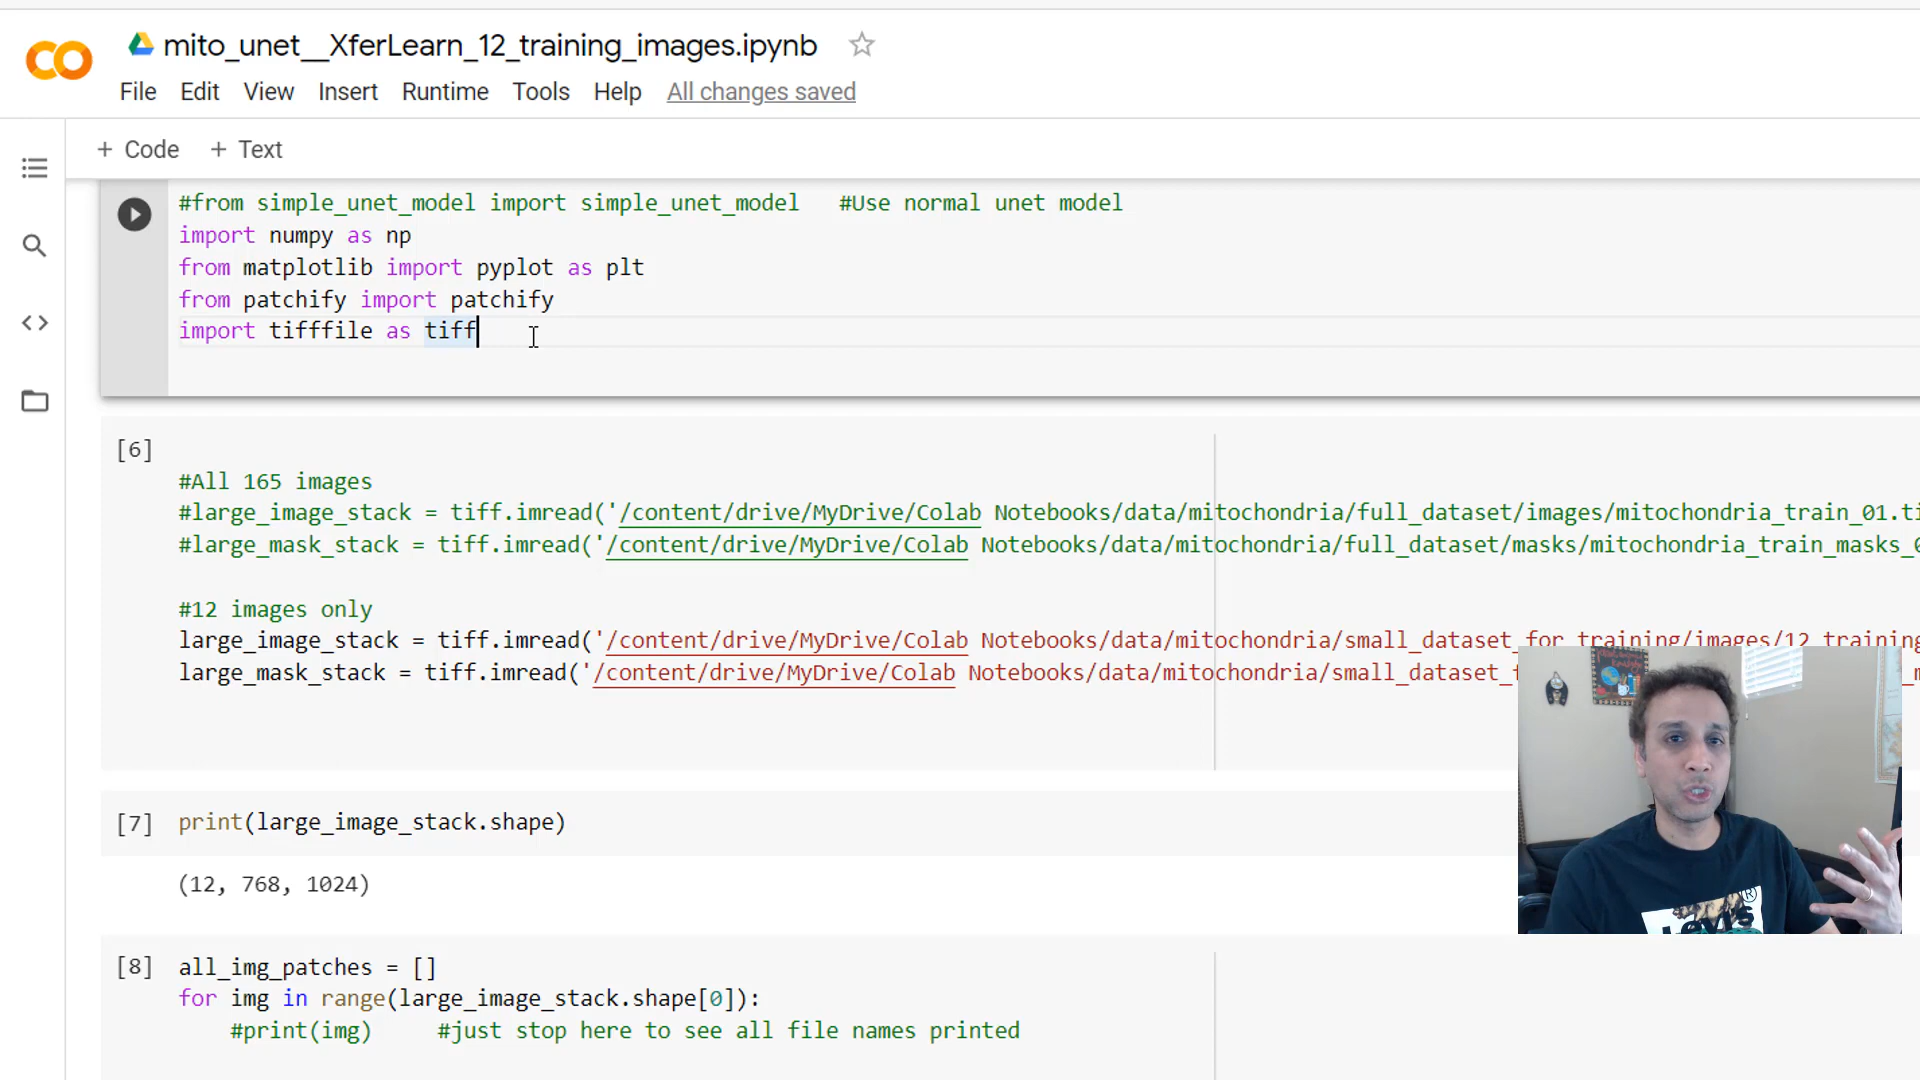 mito_unet__XferLearn_12_training_images.ipynb
File Edit View Insert Runtime Tools Help All changes saved
+ Code + Text
#from simple_unet_model import simple_unet_model   #Use normal unet model
import numpy as np
from matplotlib import pyplot as plt
from patchify import patchify
import tifffile as tiff
[6]
#All 165 images
#large_image_stack = tiff.imread('/content/drive/MyDrive/Colab Notebooks/data/mitochondria/full_dataset/images/mitochondria_train_01.ti
#large_mask_stack = tiff.imread('/content/drive/MyDrive/Colab Notebooks/data/mitochondria/full_dataset/masks/mitochondria_train_masks_0
#12 images only
large_image_stack = tiff.imread('/content/drive/MyDrive/Colab Notebooks/data/mitochondria/small_dataset_for_training/images/12_training
large_mask_stack = tiff.imread('/content/drive/MyDrive/Colab Notebooks/data/mitochondria/small_dataset_
[7] print(large_image_stack.shape)
(12, 768, 1024)
[8] all_img_patches = []
for img in range(large_image_stack.shape[0]):
    #print(img)     #just stop here to see all file names printed
Levi's